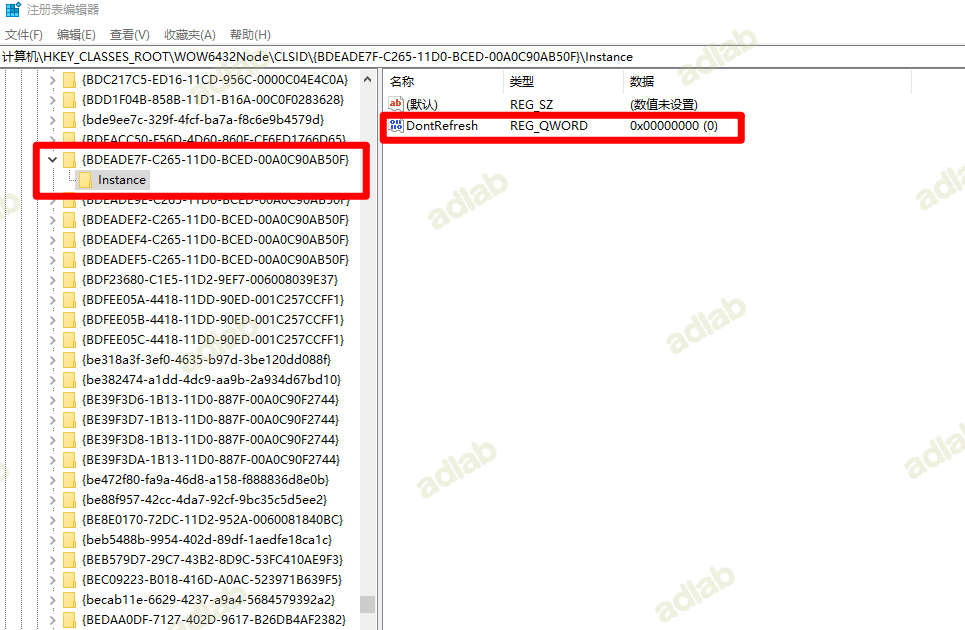 注册表编辑器
文件(F) 编辑(E) 查看(V) 收藏夹(A) 帮助(H)
计算机\HKEY_CLASSES_ROOT\WOW6432Node\CLSID\{BDEADE7F-C265-11D0-BCED-00A0C90AB50F}\Instance
{BDC217C5-ED16-11CD-956C-0000C04E4C0A}
{BDD1F04B-858B-11D1-B16A-00C0F0283628}
{bde9ee7c-329f-4fcf-ba7a-f8c6e9b4579d}
{BDEACC50-F56D-4D60-860F-CF6ED1766D65}
{BDEADE7F-C265-11D0-BCED-00A0C90AB50F}
Instance
{BDEADE9E-C265-11D0-BCED-00A0C90AB50F}
{BDEADEF2-C265-11D0-BCED-00A0C90AB50F}
{BDEADEF4-C265-11D0-BCED-00A0C90AB50F}
{BDEADEF5-C265-11D0-BCED-00A0C90AB50F}
{BDF23680-C1E5-11D2-9EF7-006008039E37}
{BDFEE05A-4418-11DD-90ED-001C257CCFF1}
{BDFEE05B-4418-11DD-90ED-001C257CCFF1}
{BDFEE05C-4418-11DD-90ED-001C257CCFF1}
{be318a3f-3ef0-4635-b97d-3be120dd088f}
{be382474-a1dd-4dc9-aa9b-2a934d67bd10}
{BE39F3D6-1B13-11D0-887F-00A0C90F2744}
{BE39F3D7-1B13-11D0-887F-00A0C90F2744}
{BE39F3D8-1B13-11D0-887F-00A0C90F2744}
{BE39F3DA-1B13-11D0-887F-00A0C90F2744}
{be472f80-fa9a-46d8-a158-f888836d8e0b}
{be88f957-42cc-4da7-92cf-9bc35c5d5ee2}
{BE8E0170-72DC-11D2-952A-0060081840BC}
{beb5488b-9954-402d-89df-1aedfe18ca1c}
{BEB579D7-29C7-43B2-8D9C-53FC410AE9F3}
{BEC09223-B018-416D-A0AC-523971B639F5}
{becab11e-6629-4237-a9a4-5684579392a2}
{BEDAA0DF-7127-402D-9617-B26DB4AF2382}
名称 类型 数据
(默认) REG_SZ (数值未设置)
DontRefresh REG_QWORD 0x00000000 (0)
adlab
adlab
adlab
adlab
adlab
adlab
adlab
adlab
adlab
adlab